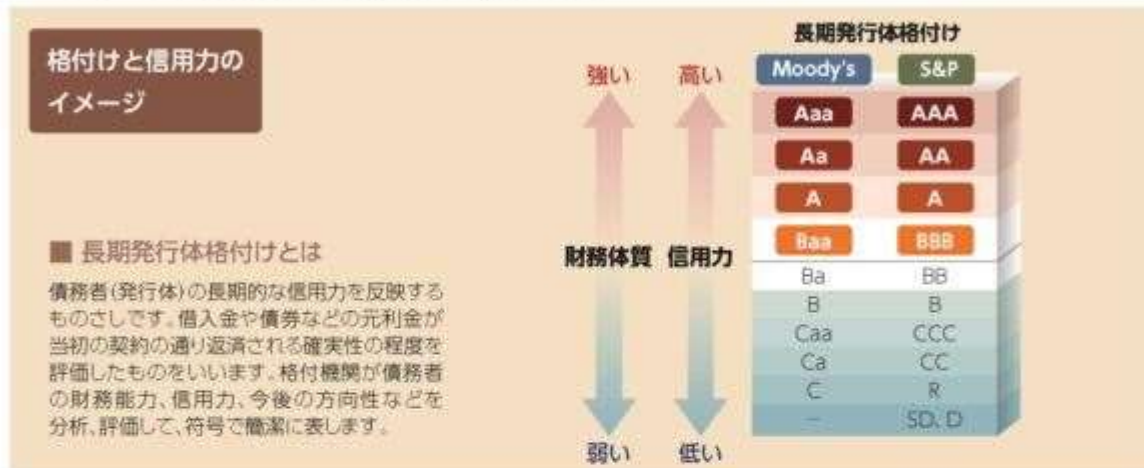 格付けと信用力の
イメージ
■ 長期発行体格付けとは
債務者(発行体)の長期的な信用力を反映する
ものさしです。借入金や債券などの元利金が
当初の契約の通り返済される確実性の程度を
評価したものをいいます。格付機関が債務者
の財務能力、信用力、今後の方向性などを
分析、評価して、符号で簡潔に表します。
長期発行体格付け
強い 高い Moody's S&P
Aaa AAA
Aa AA
A A
Baa BBB
財務体質 信用力
Ba BB
B B
Caa CCC
Ca CC
C R
– SD、D
弱い 低い